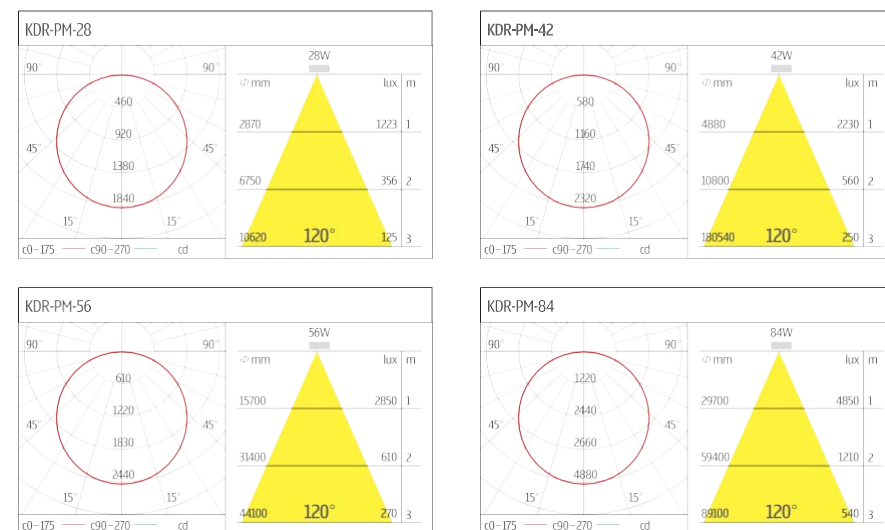 KDR-PM-28
28W
90° 90°
Φ mm lux m
460
2870 1223 1
920
45° 45°
1380
6750 356 2
1840
15° 15°
10620 120° 125 3
c0-175 c90-270 cd
KDR-PM-42
42W
90° 90°
Φ mm lux m
580
4880 2230 1
1160
45° 45°
1740
10800 560 2
2320
15° 15°
180540 120° 250 3
c0-175 c90-270 cd
KDR-PM-56
56W
90° 90°
Φ mm lux m
610
15700 2850 1
1220
45° 45°
1830
31400 610 2
2440
15° 15°
44100 120° 270 3
c0-175 c90-270 cd
KDR-PM-84
84W
90° 90°
Φ mm lux m
1220
29700 4850 1
2440
45° 45°
2660
59400 1210 2
4880
15° 15°
89100 120° 540 3
c0-175 c90-270 cd